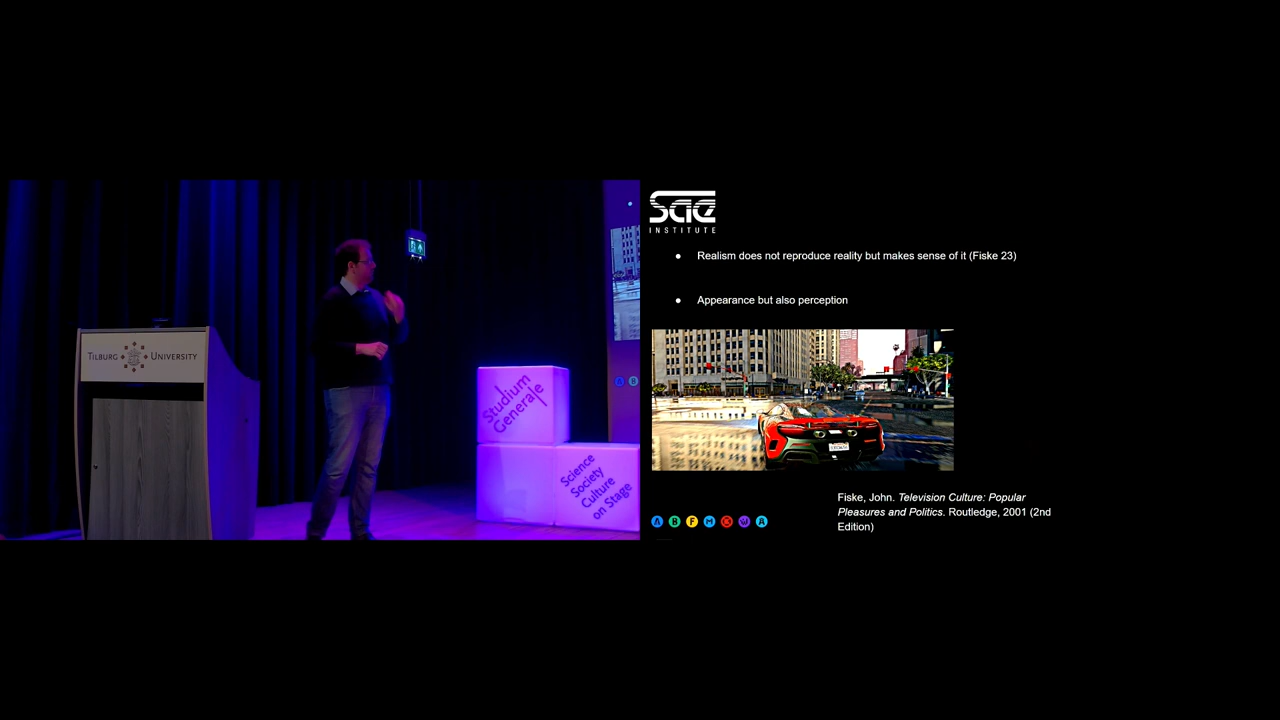 TILBURG UNIVERSITY
Studium
Generale
Science
Society
Culture
on Stage
A B
Sae
INSTITUTE
● Realism does not reproduce reality but makes sense of it (Fiske 23)
● Appearance but also perception
Fiske, John. Television Culture: Popular
Pleasures and Politics. Routledge, 2001 (2nd
Edition)
A B F M G W A